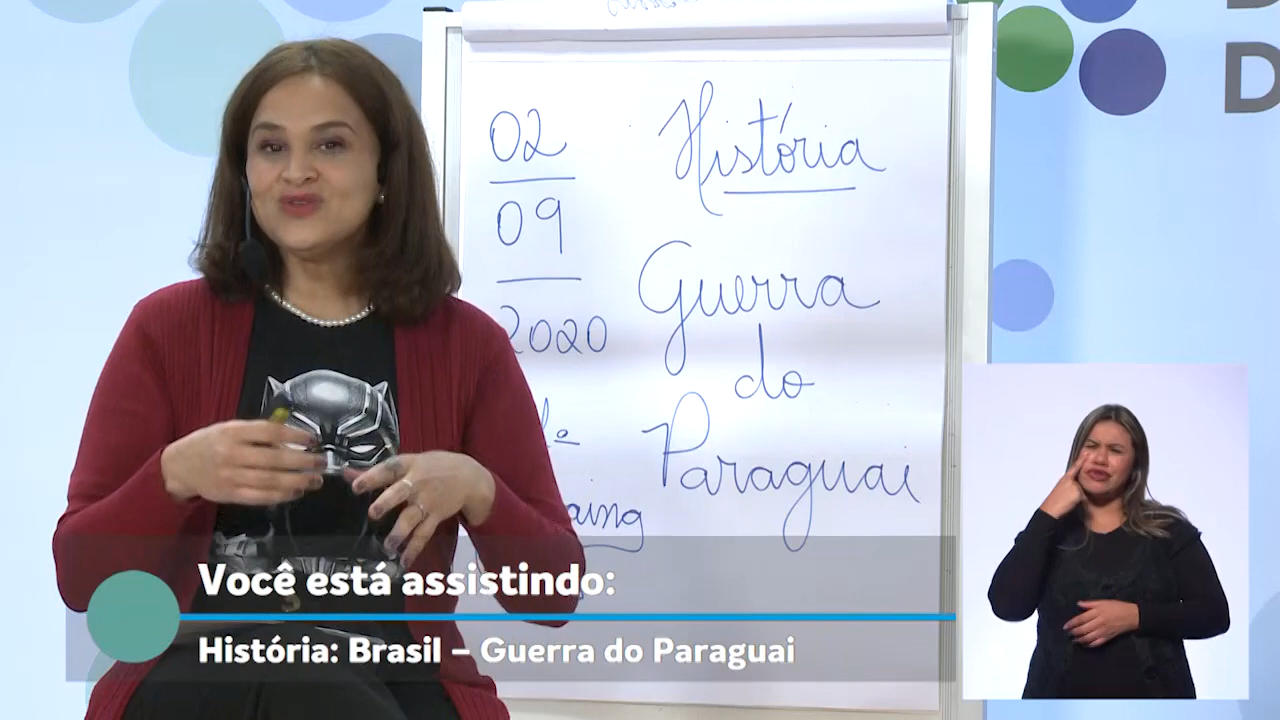 02
09
2020
História
Guerra
do
Paraguai
Você está assistindo:
História: Brasil – Guerra do Paraguai